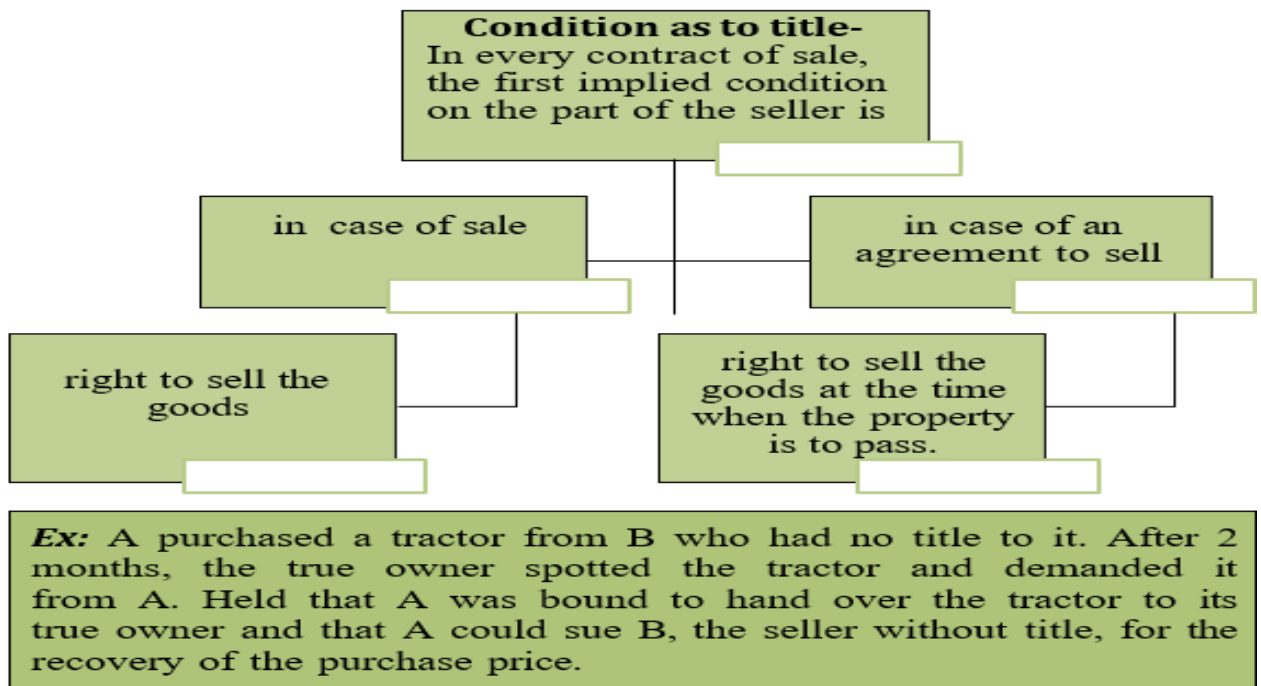 Condition as to title-
In every contract of sale,
the first implied condition
on the part of the seller is
in case of sale
in case of an
agreement to sell
right to sell the
goods
right to sell the
goods at the time
when the property
is to pass.
Ex: A purchased a tractor from B who had no title to it. After 2
months, the true owner spotted the tractor and demanded it
from A. Held that A was bound to hand over the tractor to its
true owner and that A could sue B, the seller without title, for the
recovery of the purchase price.